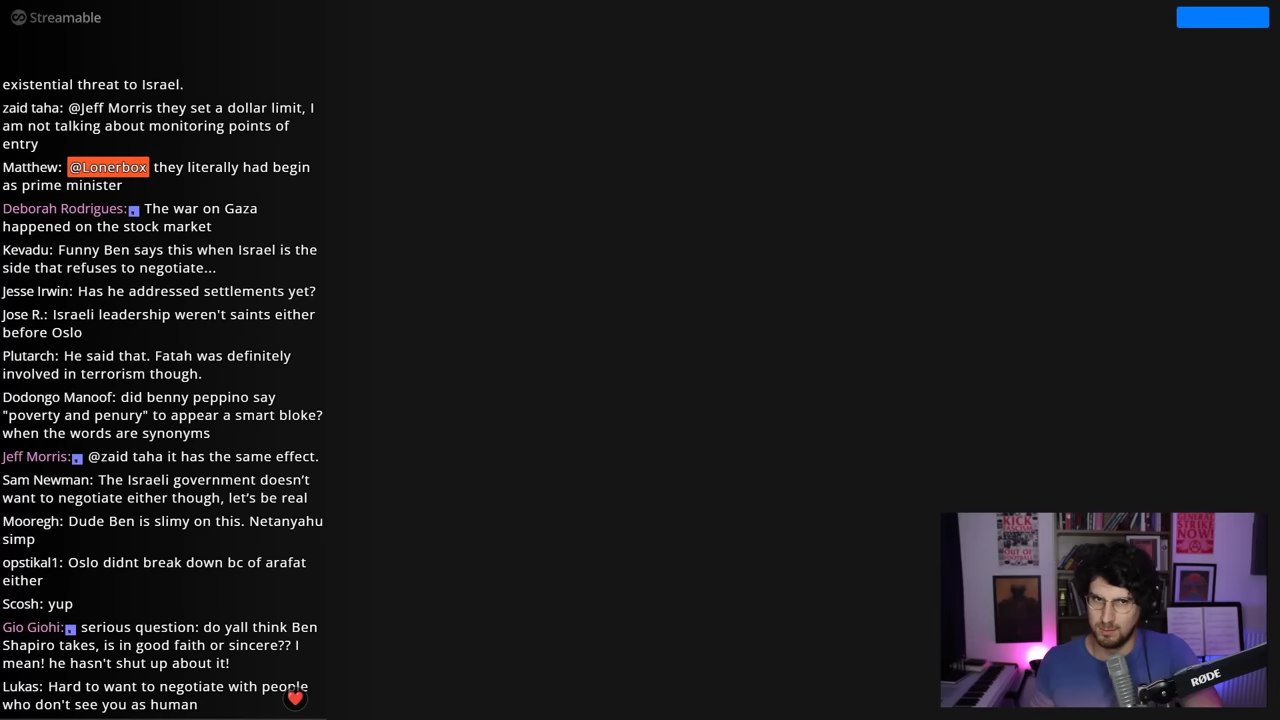 Streamable
existential threat to Israel.
zaid taha: @Jeff Morris they set a dollar limit, I
am not talking about monitoring points of
entry
Matthew: @Lonerbox they literally had begin
as prime minister
Deborah Rodrigues: The war on Gaza
happened on the stock market
Kevadu: Funny Ben says this when Israel is the
side that refuses to negotiate...
Jesse Irwin: Has he addressed settlements yet?
Jose R.: Israeli leadership weren't saints either
before Oslo
Plutarch: He said that. Fatah was definitely
involved in terrorism though.
Dodongo Manoof: did benny peppino say
"poverty and penury" to appear a smart bloke?
when the words are synonyms
Jeff Morris: @zaid taha it has the same effect.
Sam Newman: The Israeli government doesn’t
want to negotiate either though, let’s be real
Mooregh: Dude Ben is slimy on this. Netanyahu
simp
opstikal1: Oslo didnt break down bc of arafat
either
Scosh: yup
Gio Giohi: serious question: do yall think Ben
Shapiro takes, is in good faith or sincere?? I
mean! he hasn't shut up about it!
Lukas: Hard to want to negotiate with people
who don't see you as human
KICK
FASCISM
OUT OF
FOOTBALL
GENERAL
STRIKE
NOW!
RØDE